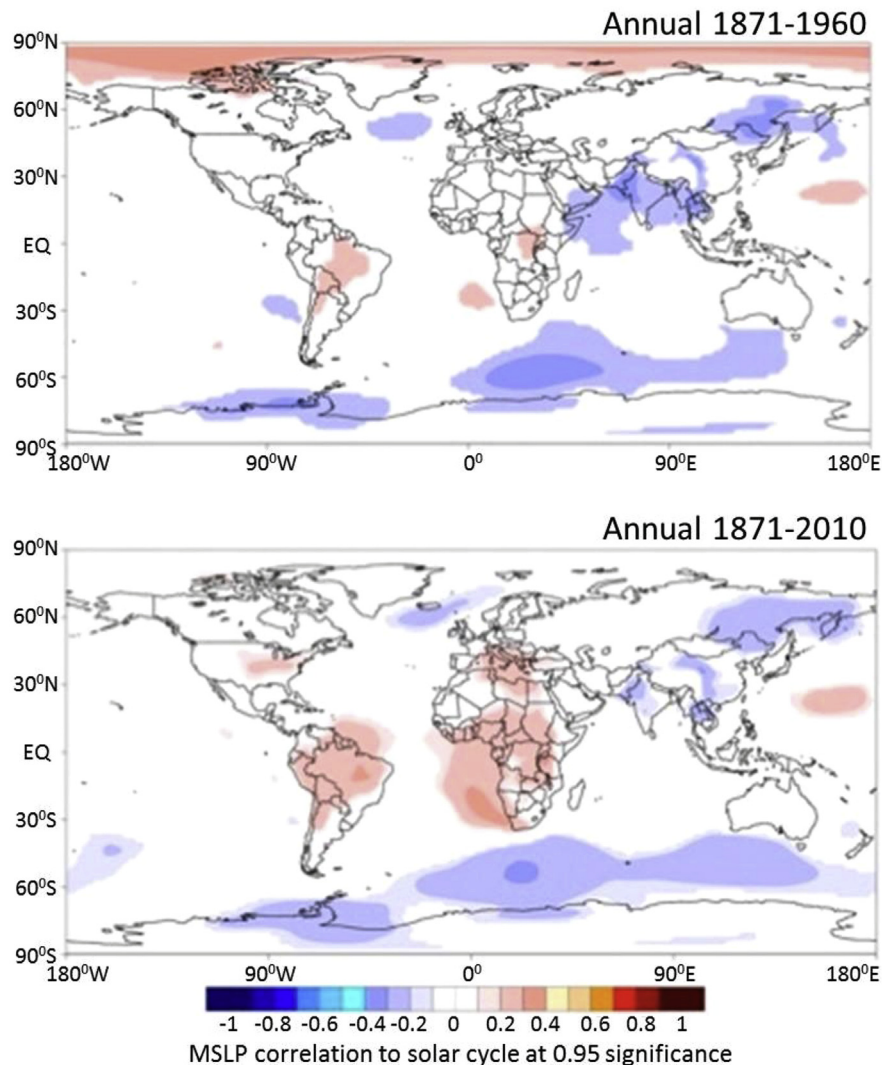 Annual 1871-1960
90⁰N
60⁰N
30⁰N
EQ
30⁰S
60⁰S
90⁰S
180⁰W 90⁰W 0⁰ 90⁰E 180⁰E
Annual 1871-2010
90⁰N
60⁰N
30⁰N
EQ
30⁰S
60⁰S
90⁰S
180⁰W 90⁰W 0⁰ 90⁰E 180⁰E
-1 -0.8 -0.6 -0.4 -0.2 0 0.2 0.4 0.6 0.8 1
MSLP correlation to solar cycle at 0.95 significance